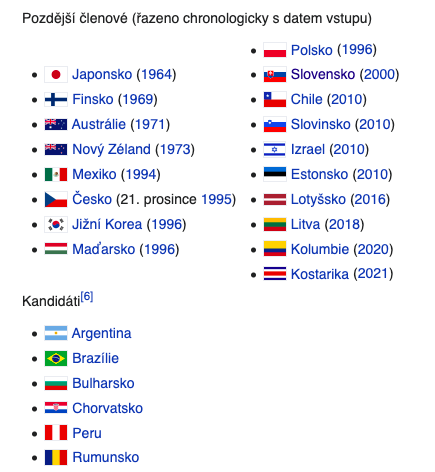 Pozdější členové (řazeno chronologicky s datem vstupu)
Japonsko (1964)
Finsko (1969)
Austrálie (1971)
Nový Zéland (1973)
Mexiko (1994)
Česko (21. prosince 1995)
Jižní Korea (1996)
Maďarsko (1996)
Polsko (1996)
Slovensko (2000)
Chile (2010)
Slovinsko (2010)
Izrael (2010)
Estonsko (2010)
Lotyšsko (2016)
Litva (2018)
Kolumbie (2020)
Kostarika (2021)
Kandidáti[6]
Argentina
Brazílie
Bulharsko
Chorvatsko
Peru
Rumunsko